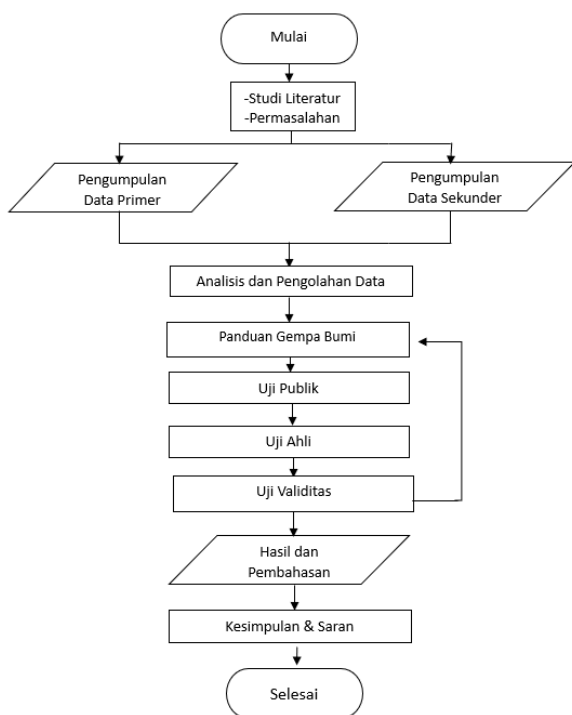 Mulai
-Studi Literatur
-Permasalahan
Pengumpulan
Data Primer
Pengumpulan
Data Sekunder
Analisis dan Pengolahan Data
Panduan Gempa Bumi
Uji Publik
Uji Ahli
Uji Validitas
Hasil dan
Pembahasan
Kesimpulan & Saran
Selesai